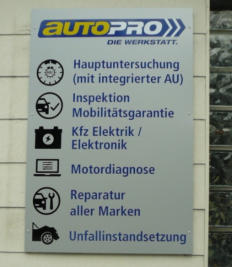 AUTOPRO
DIE WERKSTATT.
Hauptuntersuchung
(mit integrierter AU)
Inspektion
Mobilitätsgarantie
Kfz Elektrik /
Elektronik
Motordiagnose
Reparatur
aller Marken
Unfallinstandsetzung